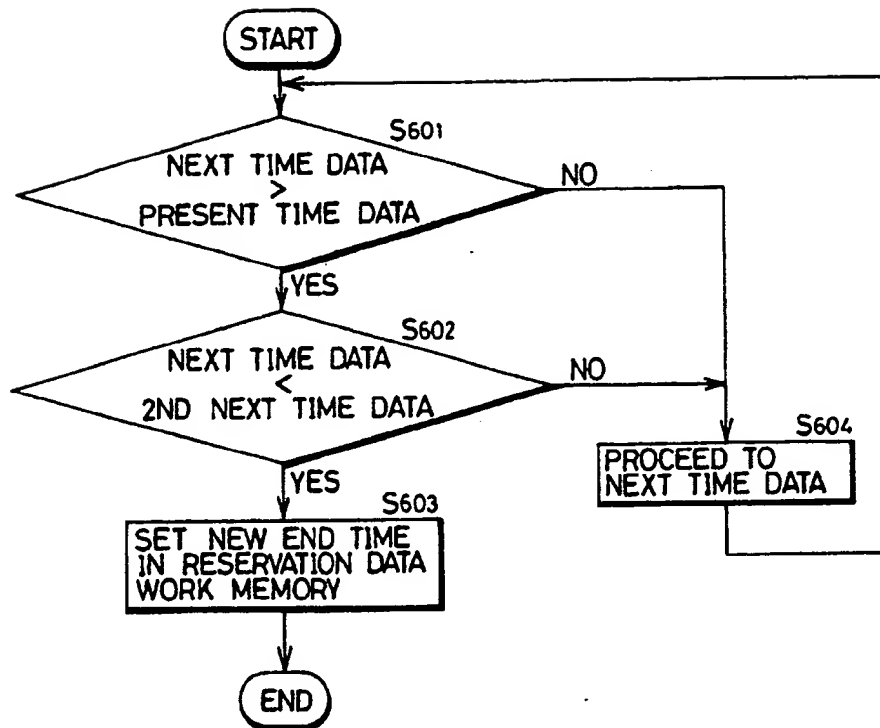 START
S601
NEXT TIME DATA
>
PRESENT TIME DATA
NO
YES
S602
NEXT TIME DATA
<
2ND NEXT TIME DATA
NO
YES
S604
PROCEED TO
NEXT TIME DATA
S603
SET NEW END TIME
IN RESERVATION DATA
WORK MEMORY
END